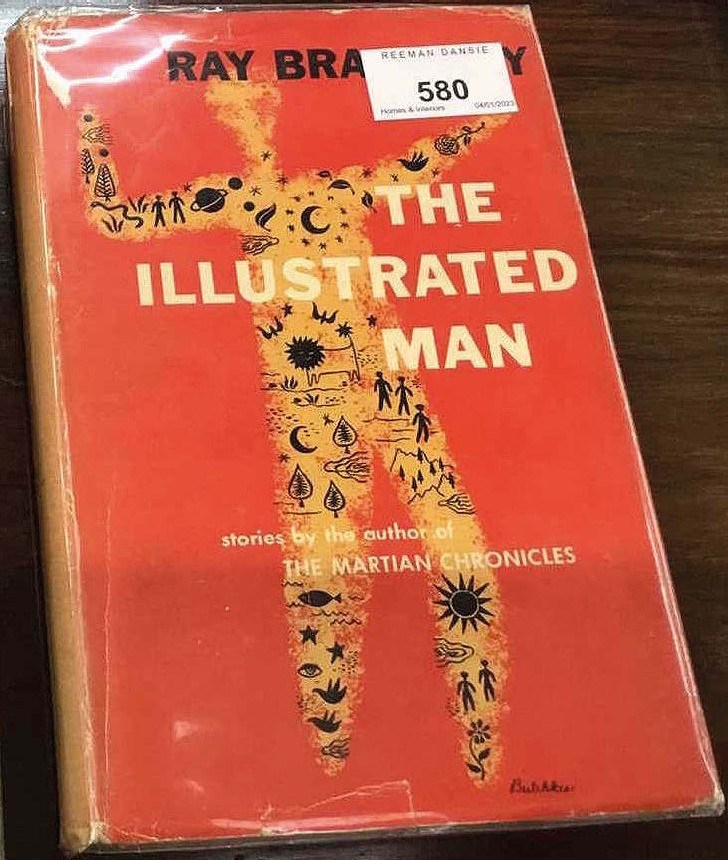 RAY BRA Y
REEMAN DANSIE
580
Homes & Interiors 04/01/2023
THE
ILLUSTRATED
MAN
stories by the author of
THE MARTIAN CHRONICLES